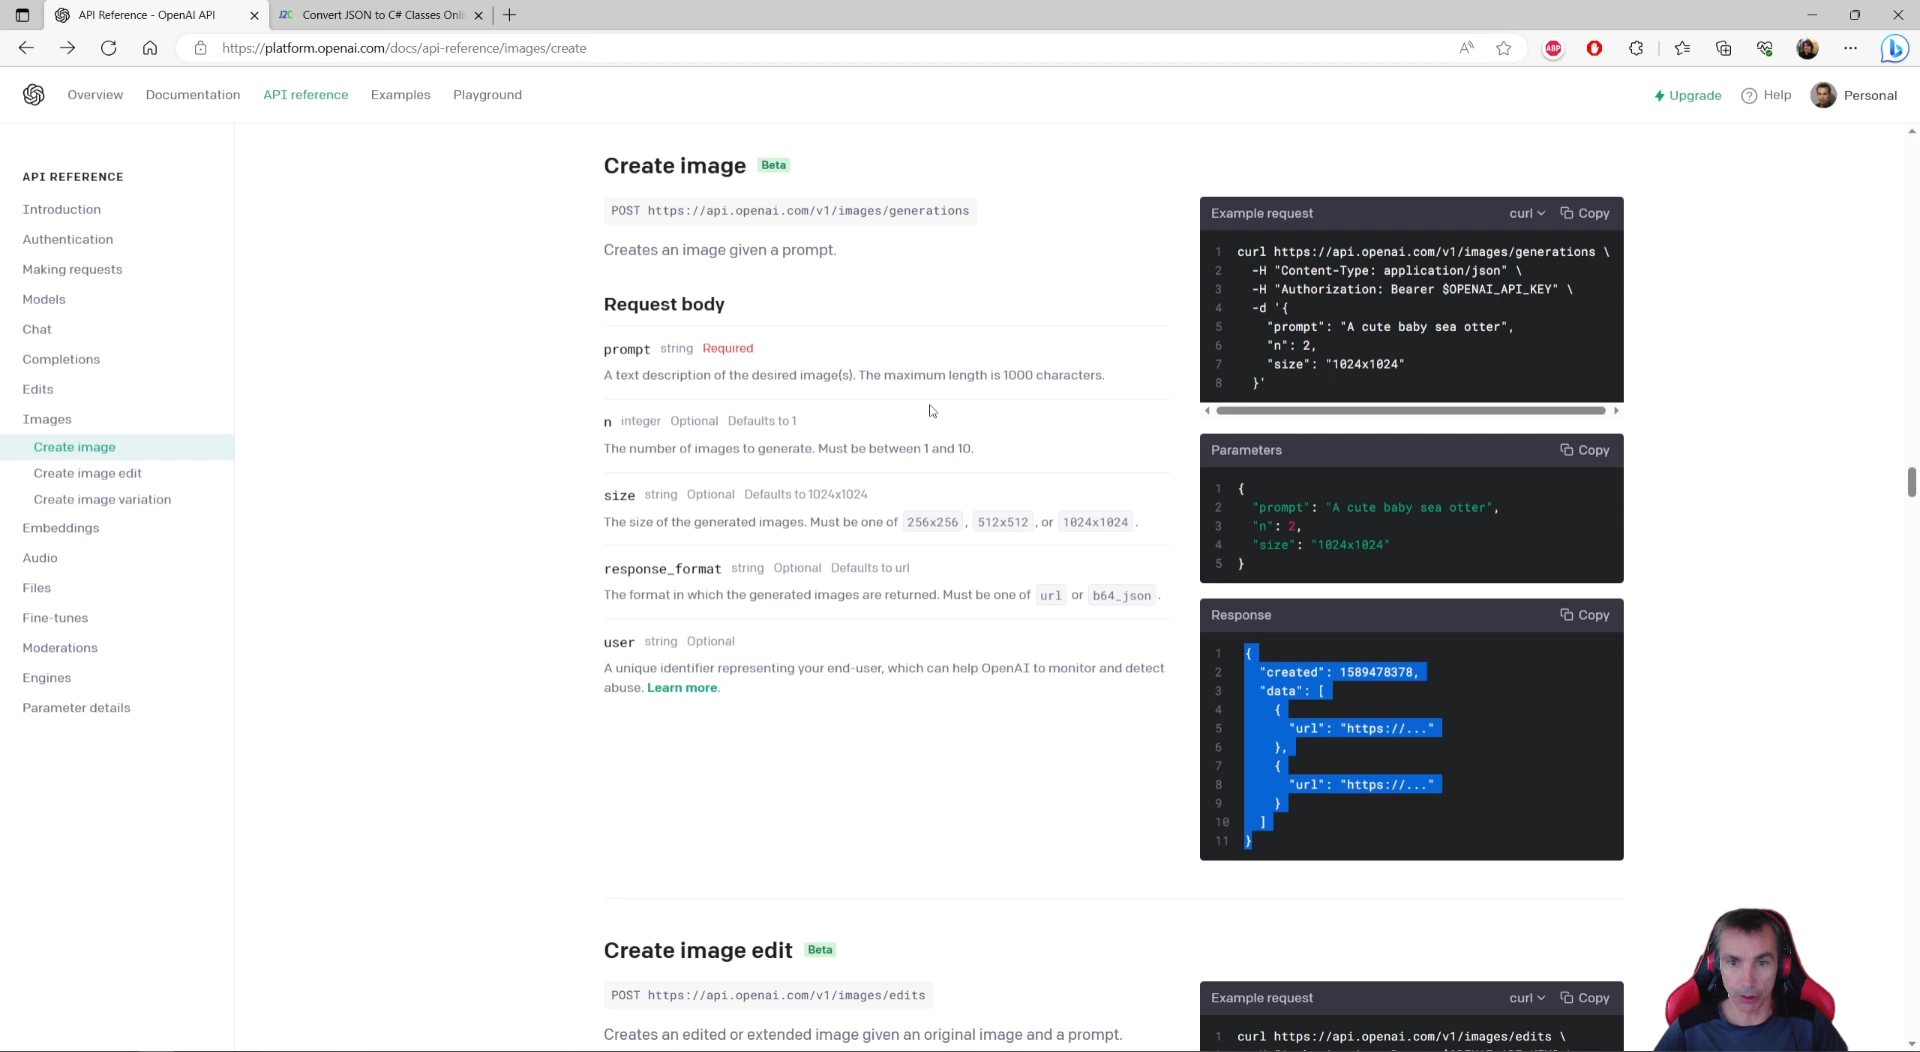 API Reference - OpenAI API
J2C Convert JSON to C# Classes Onli
https://platform.openai.com/docs/api-reference/images/create
ABP
Overview
Documentation
API reference
Examples
Playground
Upgrade
Help
Personal
API REFERENCE
Introduction
Authentication
Making requests
Models
Chat
Completions
Edits
Images
Create image
Create image edit
Create image variation
Embeddings
Audio
Files
Fine-tunes
Moderations
Engines
Parameter details
Create image Beta
POST https://api.openai.com/v1/images/generations
Creates an image given a prompt.
Request body
prompt string Required
A text description of the desired image(s). The maximum length is 1000 characters.
n integer Optional Defaults to 1
The number of images to generate. Must be between 1 and 10.
size string Optional Defaults to 1024x1024
The size of the generated images. Must be one of 256x256, 512x512, or 1024x1024.
response_format string Optional Defaults to url
The format in which the generated images are returned. Must be one of url or b64_json.
user string Optional
A unique identifier representing your end-user, which can help OpenAI to monitor and detect
abuse. Learn more.
Example request curl Copy
1 curl https://api.openai.com/v1/images/generations \
2 -H "Content-Type: application/json" \
3 -H "Authorization: Bearer $OPENAI_API_KEY" \
4 -d '{
5 "prompt": "A cute baby sea otter",
6 "n": 2,
7 "size": "1024x1024"
8 }'
Parameters Copy
1 {
2 "prompt": "A cute baby sea otter",
3 "n": 2,
4 "size": "1024x1024"
5 }
Response Copy
1 {
2 "created": 1589478378,
3 "data": [
4 {
5 "url": "https://..."
6 },
7 {
8 "url": "https://..."
9 }
10 ]
11 }
Create image edit Beta
POST https://api.openai.com/v1/images/edits
Creates an edited or extended image given an original image and a prompt.
Example request curl Copy
1 curl https://api.openai.com/v1/images/edits \